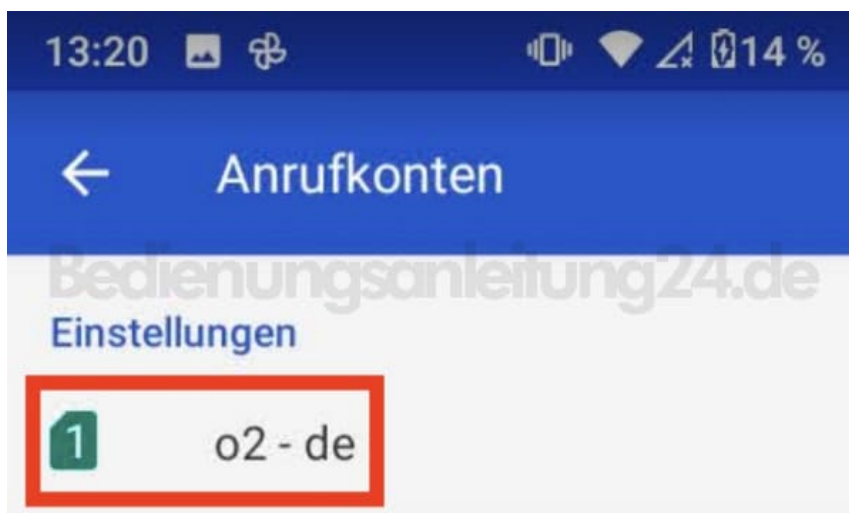 13:20 14 %
Anrufkonten
Bedienungsanleitung24.de
Einstellungen
1 o2 - de